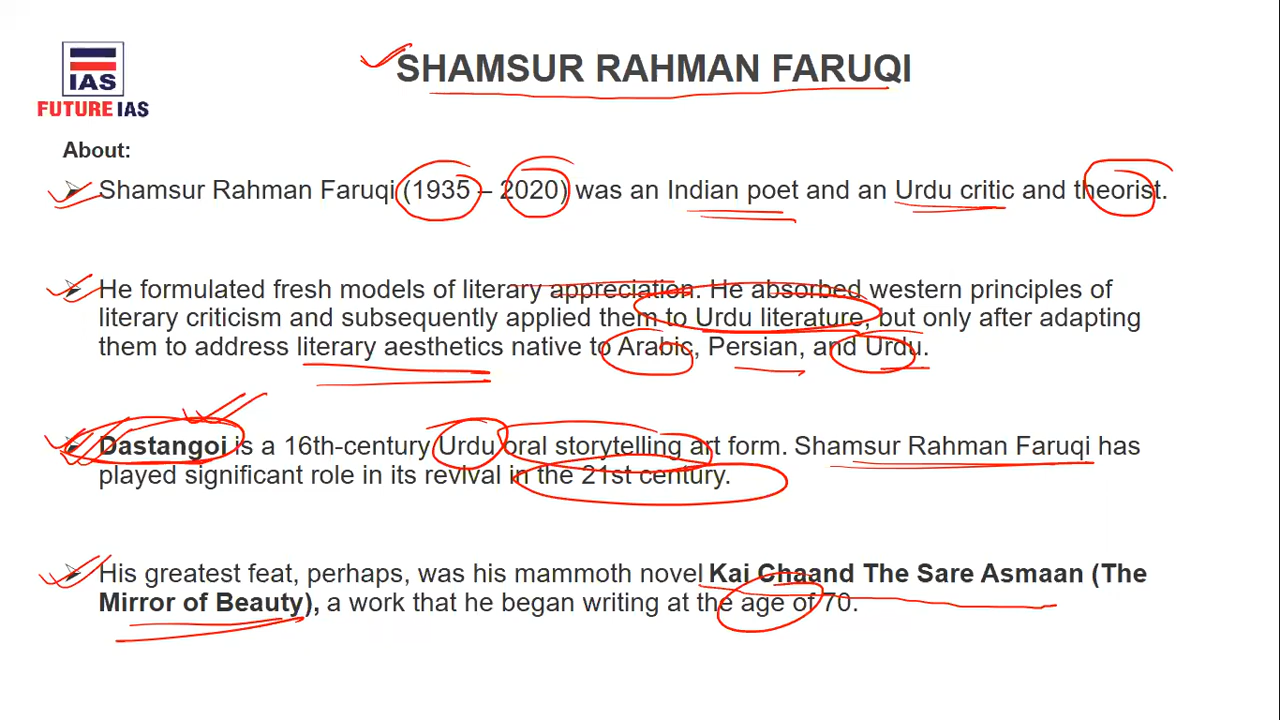 IAS
FUTURE IAS
SHAMSUR RAHMAN FARUQI
About:
Shamsur Rahman Faruqi (1935 – 2020) was an Indian poet and an Urdu critic and theorist.
He formulated fresh models of literary appreciation. He absorbed western principles of
literary criticism and subsequently applied them to Urdu literature, but only after adapting
them to address literary aesthetics native to Arabic, Persian, and Urdu.
Dastangoi is a 16th-century Urdu oral storytelling art form. Shamsur Rahman Faruqi has
played significant role in its revival in the 21st century.
His greatest feat, perhaps, was his mammoth novel Kai Chaand The Sare Asmaan (The
Mirror of Beauty), a work that he began writing at the age of 70.